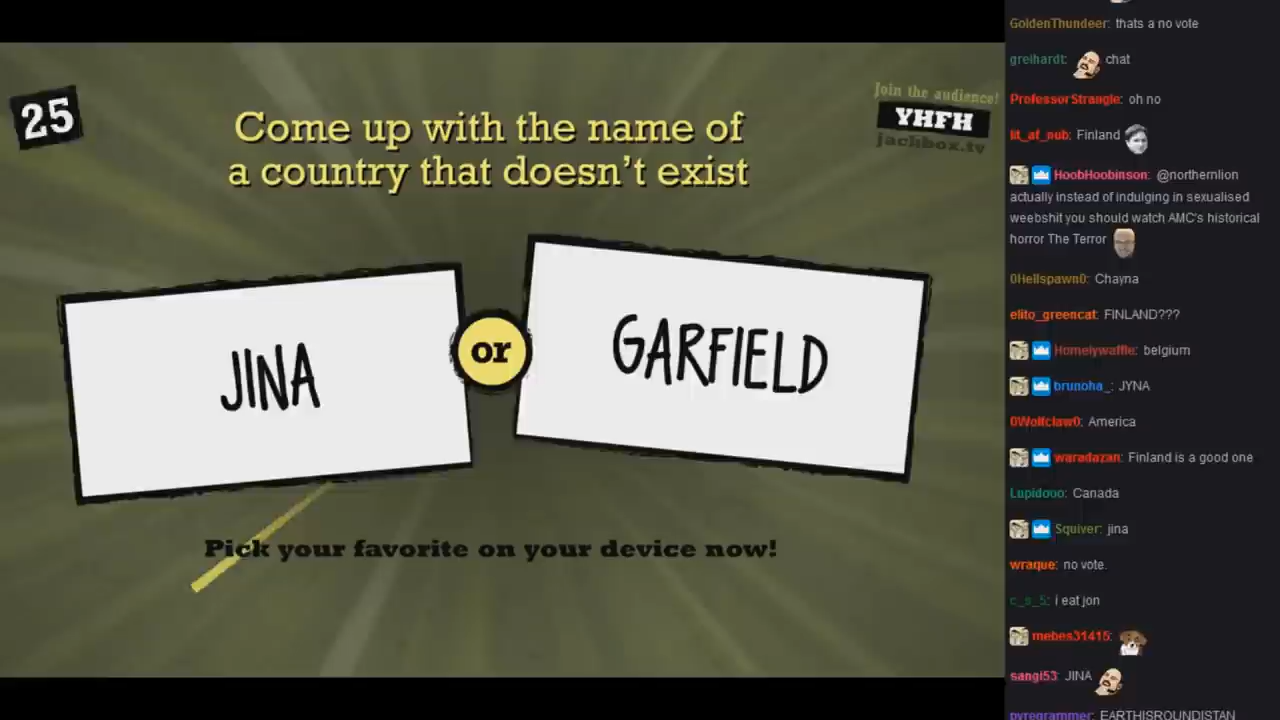 25
Come up with the name of
a country that doesn't exist
Join the audience!
YHFH
jackbox.tv
JINA
or
GARFIELD
Pick your favorite on your device now!
GoldenThundeer: thats a no vote
greihardt: chat
ProfessorStrangle: oh no
lit_af_nub: Finland
HoobHoobinson: @northernlion
actually instead of indulging in sexualised
weebshit you should watch AMC's historical
horror The Terror
0Hellspawn0: Chayna
elito_greencat: FINLAND???
Homelywaffle: belgium
brunoha_: JYNA
0Wolfclaw0: America
waradazan: Finland is a good one
Lupidooo: Canada
Squiver: jina
wraque: no vote.
c_s_5: i eat jon
mebes31415:
sangi53: JINA
pyregrammer: EARTHISROUNDISTAN